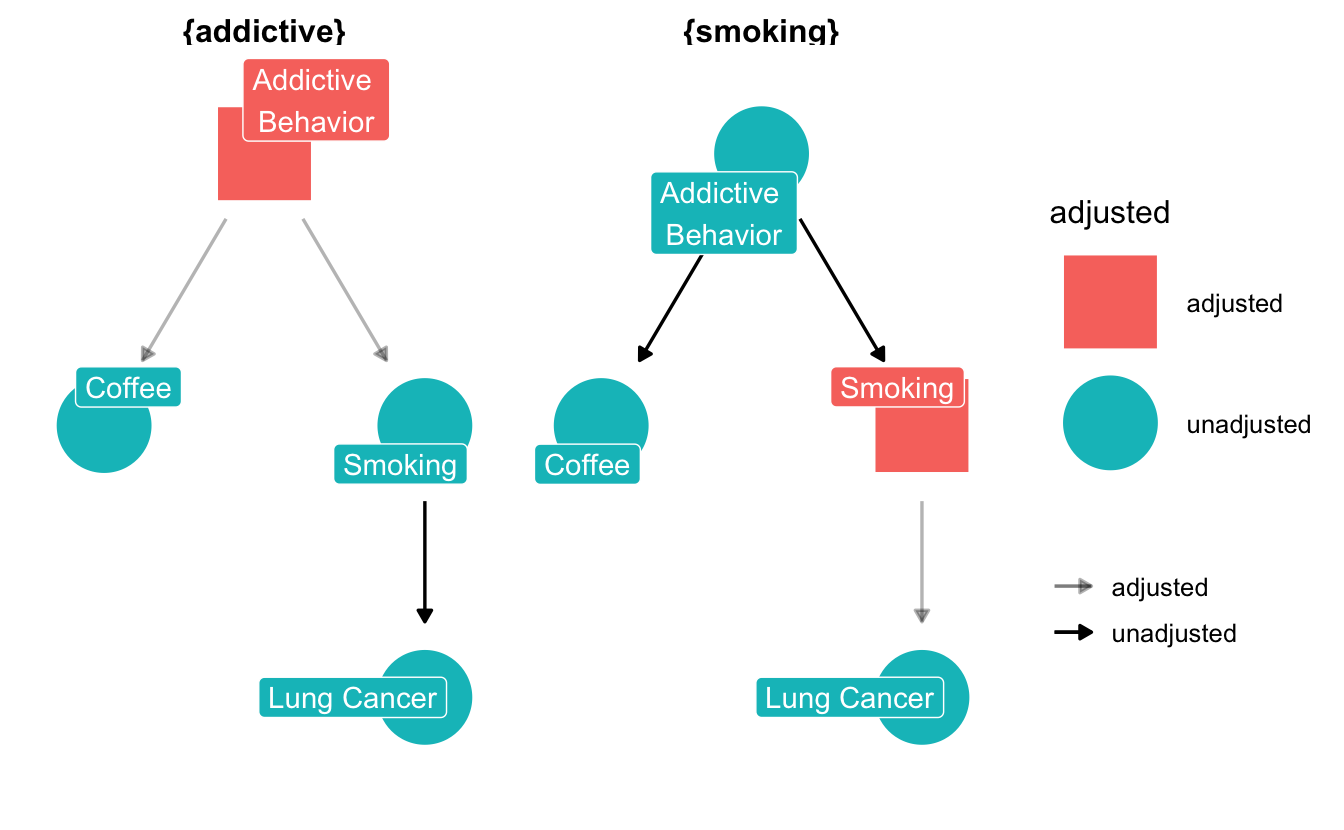 {addictive}
Addictive
Behavior
Coffee
Smoking
Lung Cancer
{smoking}
Addictive
Behavior
Coffee
Smoking
Lung Cancer
adjusted
adjusted
unadjusted
adjusted
unadjusted